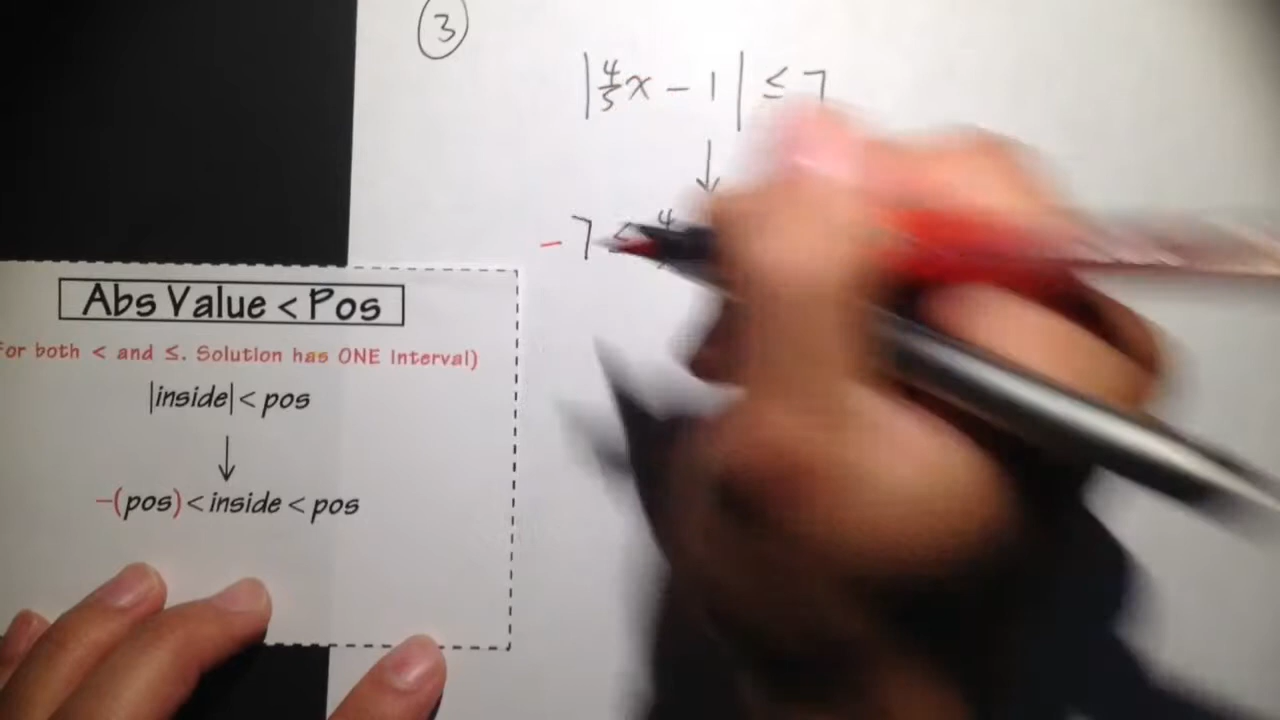 3
|4/5x - 1| ≤ 7
↓
-7 ≤ 4
Abs Value < Pos
for both < and ≤. Solution has ONE Interval)
|inside| < pos
↓
-(pos) < inside < pos